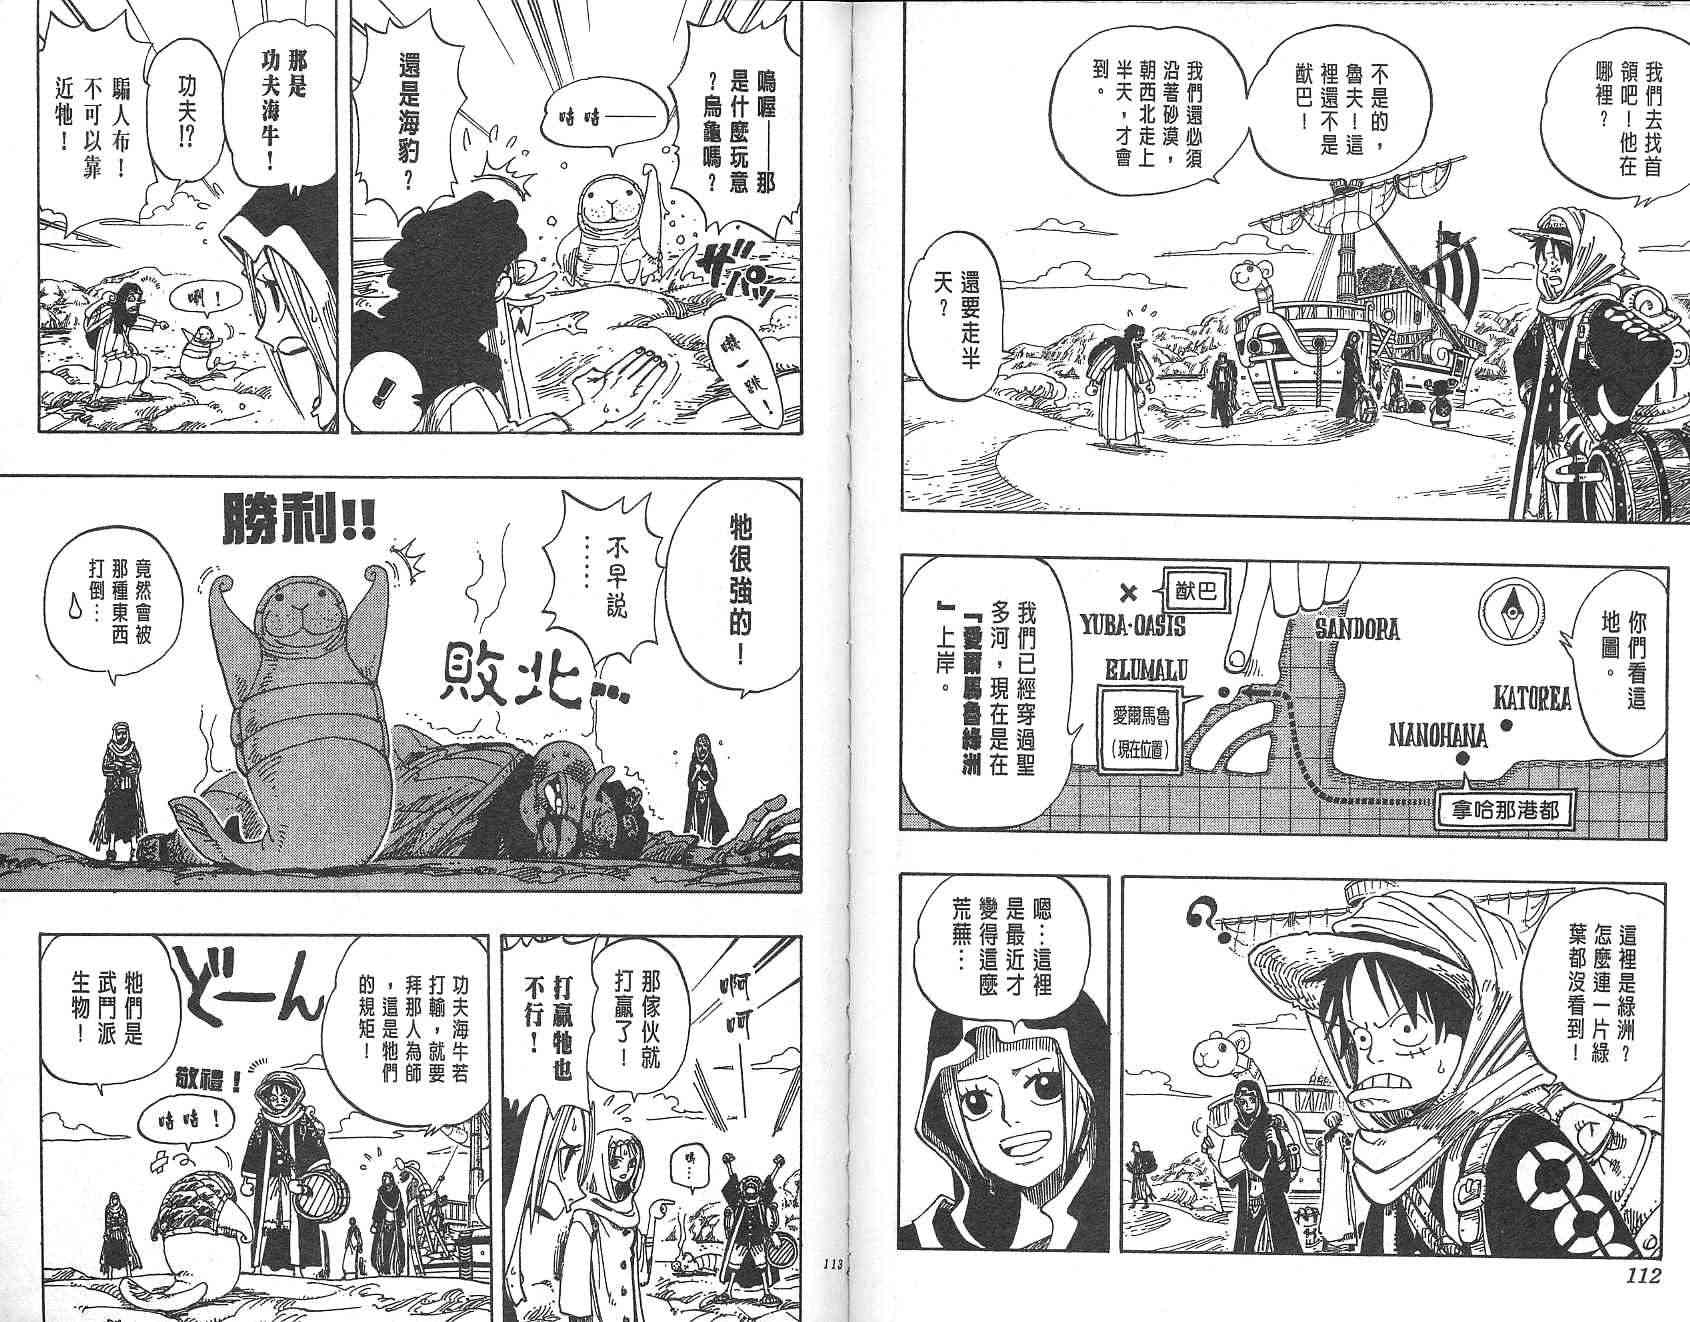 我們去找首
領吧！他在
哪裡？
不是的，
魯夫！這
裡還不是
猷巴！
我們還必須
沿著砂漠，
朝西北走上
半天，才會
到。
還要走半
天？
你們看這
地圖。
SANDORA
KATOREA
NANOHANA
拿哈那港都
猷巴
YUBA·OASIS
ELUMALU
愛爾馬魯
(現在位置)
我們已經穿過聖
多河，現在是在
『愛爾馬魯綠洲
』上岸。
這裡是綠洲？
怎麼連一片綠
葉都沒看到！
嗯…這裡
是最近才
變得這麼
荒蕪…
112
嗚喔——那
是什麼玩意
？烏龜嗎？
咕咕——
還是海豹？
ザパッ
嚇一跳！
!!
那是
功夫海牛！
功夫!?
騙人布！
不可以靠
近牠！
唰！
牠很強的！
不早說
……
敗北…
勝利!!
竟然會被
那種東西
打倒…
啊
啊
那傢伙就
打贏了！
打贏牠也
不行！
功夫海牛若
打輸，就要
拜那人為師
，這是牠們
的規矩！
どーん
敬禮！
咕咕！
牠們是
武鬥派
生物！
113